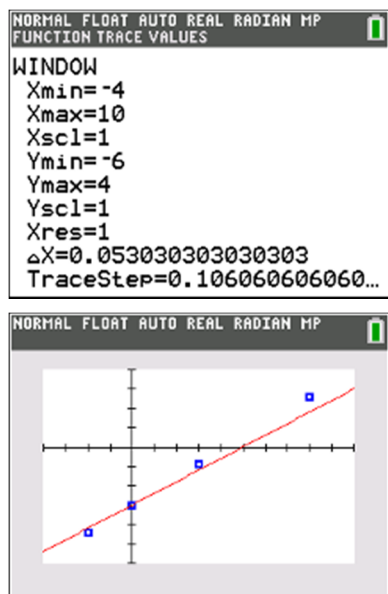 NORMAL FLOAT AUTO REAL RADIAN MP
FUNCTION TRACE VALUES
WINDOW
Xmin=-4
Xmax=10
Xscl=1
Ymin=-6
Ymax=4
Yscl=1
Xres=1
△X=0.0530303030303
TraceStep=0.106060606060…
NORMAL FLOAT AUTO REAL RADIAN MP